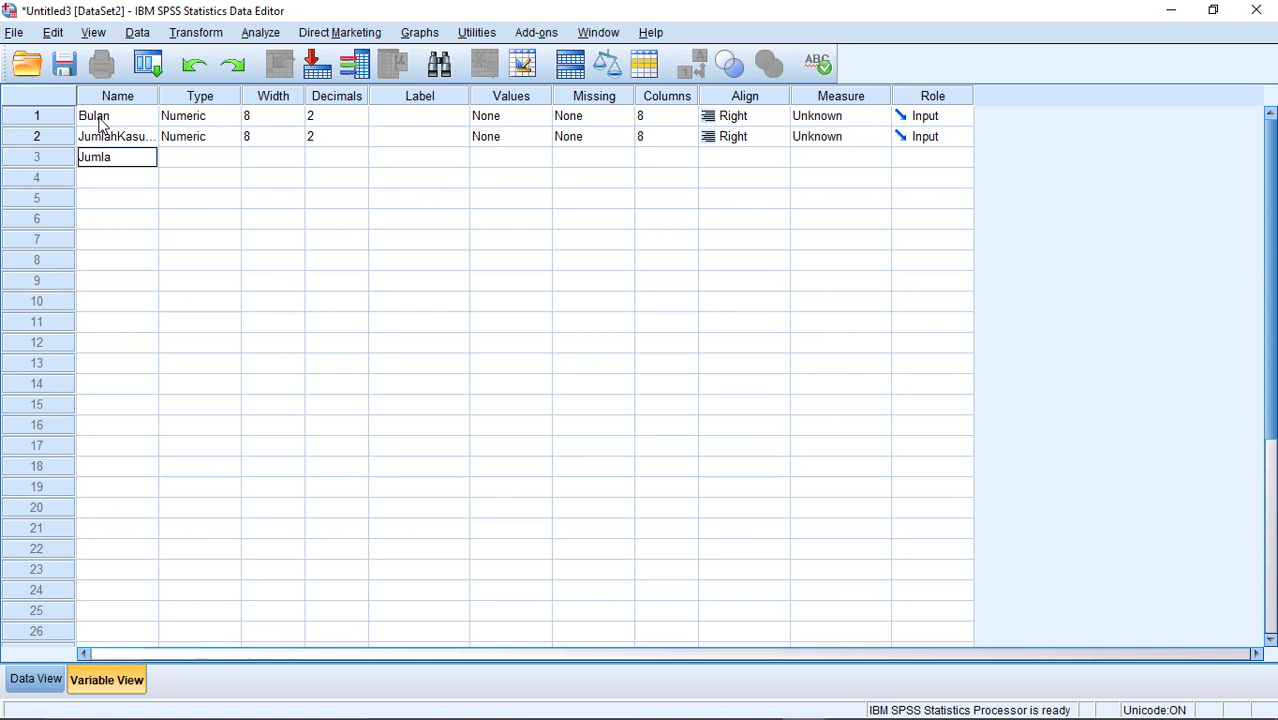 *Untitled3 [DataSet2] - IBM SPSS Statistics Data Editor
File Edit View Data Transform Analyze Direct Marketing Graphs Utilities Add-ons Window Help
A
1 4
ABC
Name Type Width Decimals Label Values Missing Columns Align Measure Role
1 Bulan Numeric 8 2 None None 8 Right Unknown Input
2 JumlahKasu... Numeric 8 2 None None 8 Right Unknown Input
3 Jumla
4
5
6
7
8
9
10
11
12
13
14
15
16
17
18
19
20
21
22
23
24
25
26
Data View Variable View
IBM SPSS Statistics Processor is ready Unicode:ON